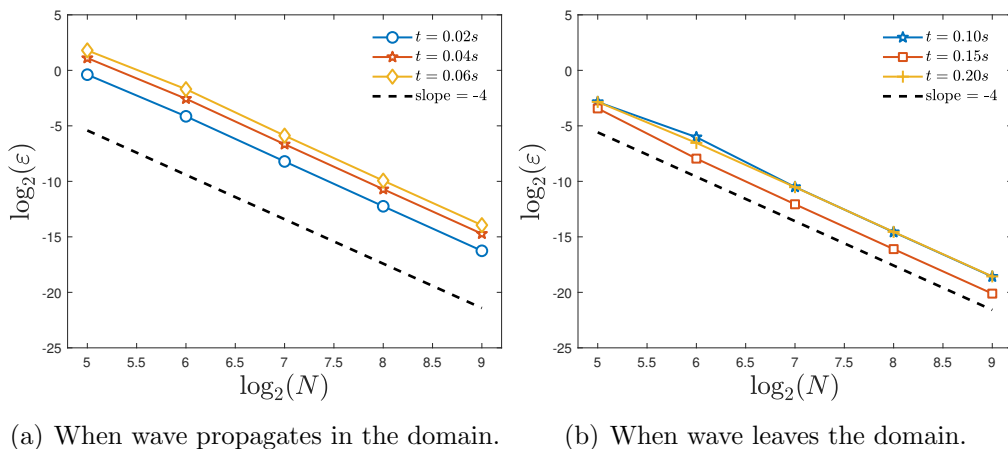 5
0
-5
-10
-15
-20
-25
log₂(ε)
t = 0.02s
t = 0.04s
t = 0.06s
slope = -4
5 5.5 6 6.5 7 7.5 8 8.5 9
log₂(N)
(a) When wave propagates in the domain.
5
0
-5
-10
-15
-20
-25
log₂(ε)
t = 0.10s
t = 0.15s
t = 0.20s
slope = -4
5 5.5 6 6.5 7 7.5 8 8.5 9
log₂(N)
(b) When wave leaves the domain.